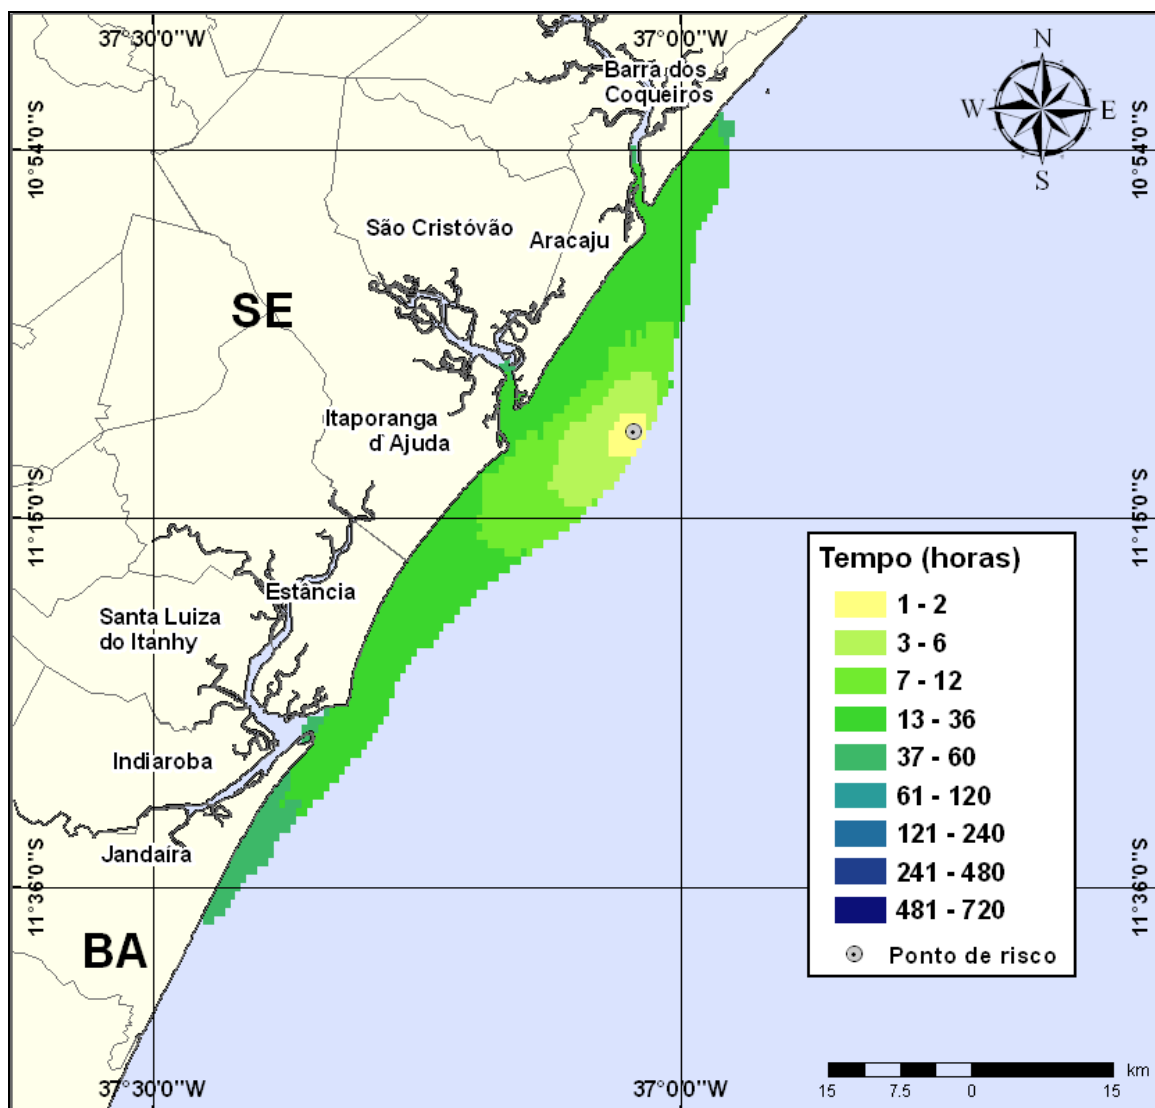 37°30'0"W
37°0'0"W
N
W
E
S
Barra dos
Coqueiros
10°54'0"S
10°54'0"S
São Cristóvão
Aracaju
SE
Itaporanga
d`Ajuda
11°15'0"S
11°15'0"S
Estância
Santa Luiza
do Itanhy
Indiaroba
Jandaíra
11°36'0"S
11°36'0"S
BA
Tempo (horas)
1 - 2
3 - 6
7 - 12
13 - 36
37 - 60
61 - 120
121 - 240
241 - 480
481 - 720
Ponto de risco
37°30'0"W
37°0'0"W
km
15 7.5 0 15